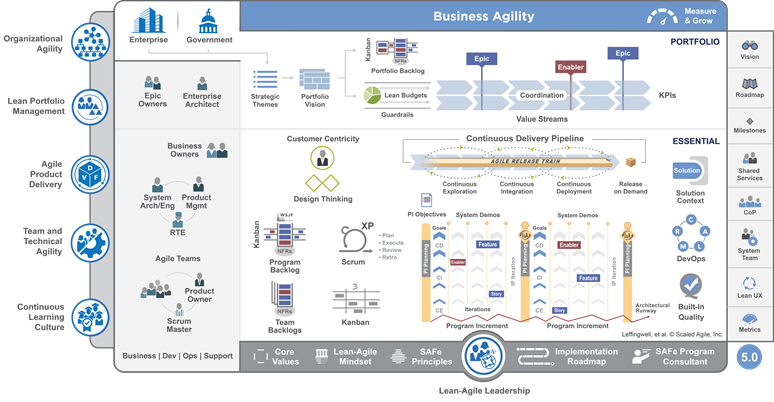 Business Agility
Measure
& Grow
Enterprise
Government
Organizational
Agility
Lean Portfolio
Management
Agile
Product
Delivery
Team and
Technical
Agility
Continuous
Learning
Culture
Epic
Owners
Enterprise
Architect
Business
Owners
System
Arch/Eng
Product
Mgmt
RTE
Agile Teams
Product
Owner
Scrum
Master
Business | Dev | Ops | Support
PORTFOLIO
Strategic
Themes
Portfolio
Vision
Kanban
NFRs
Portfolio Backlog
Lean Budgets
Guardrails
Epic
Enabler
Epic
Coordination
KPIs
Value Streams
ESSENTIAL
Customer Centricity
Design Thinking
Continuous Delivery Pipeline
AGILE RELEASE TRAIN
Continuous
Exploration
Continuous
Integration
Continuous
Deployment
Release
on Demand
Solution
Solution
Context
PI Objectives
System Demos
System Demos
Kanban
WSJF
NFRs
Program
Backlog
XP
• Plan
• Execute
• Review
• Retro
Scrum
NFRs
Team
Backlogs
Kanban
PI Planning
Goals
CD
CI
CE
Feature
Enabler
Story
Iterations
IP Iteration
I&A
PI Planning
Goals
CD
CI
CE
Enabler
Feature
Story
IP Iteration
I&A
PI Planning
Program Increment
Program Increment
Architectural
Runway
C A L M R
DevOps
Built-In
Quality
Leffingwell, et al. © Scaled Agile, Inc.
Vision
Roadmap
Milestones
Shared
Services
CoP
System
Team
Lean UX
Metrics
5.0
Core
Values
Lean-Agile
Mindset
SAFe
Principles
Implementation
Roadmap
SAFe Program
Consultant
Lean-Agile Leadership